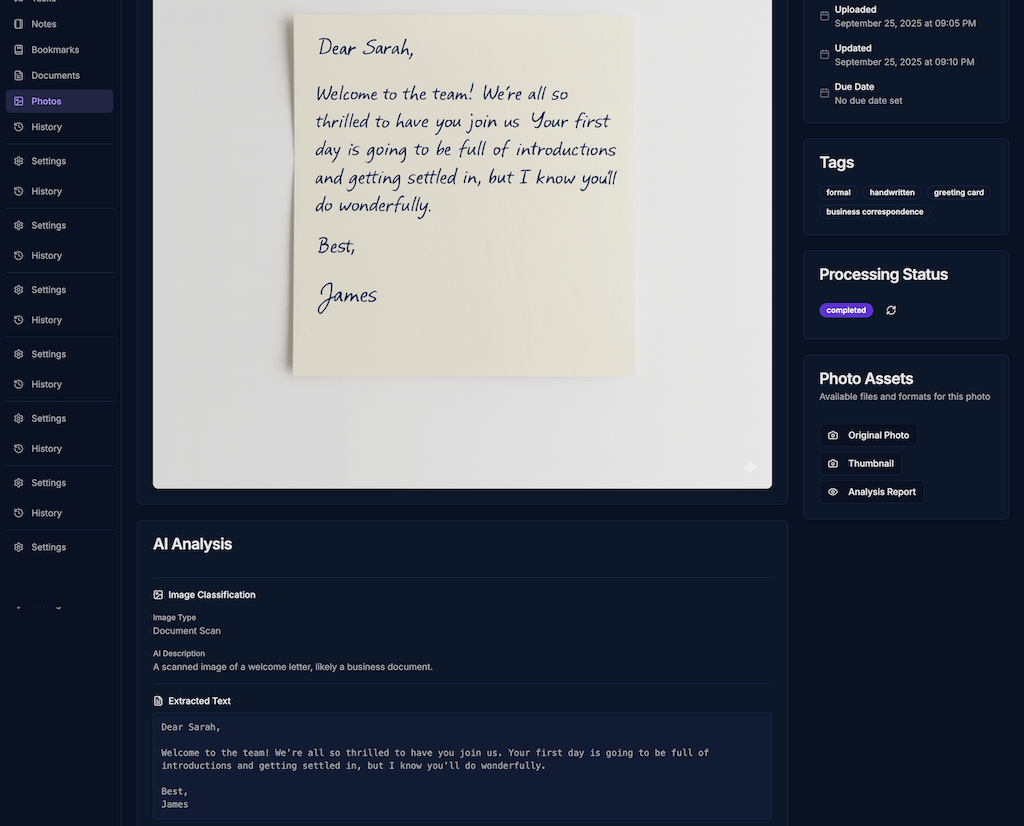 Notes
Bookmarks
Documents
Photos
History
Settings
History
Settings
History
Settings
History
Settings
History
Settings
History
Settings
History
Settings
Dear Sarah,
Welcome to the team! We're all so
thrilled to have you join us Your first
day is going to be full of introductions
and getting settled in, but I know you'll
do wonderfully.
Best,
James
AI Analysis
Image Classification
Image Type
Document Scan
AI Description
A scanned image of a welcome letter, likely a business document.
Extracted Text
Dear Sarah,
Welcome to the team! We’re all so thrilled to have you join us. Your first day is going to be full of
introductions and getting settled in, but I know you’ll do wonderfully.
Best,
James
Uploaded
September 25, 2025 at 09:05 PM
Updated
September 25, 2025 at 09:10 PM
Due Date
No due date set
Tags
formal handwritten greeting card
business correspondence
Processing Status
completed
Photo Assets
Available files and formats for this photo
Original Photo
Thumbnail
Analysis Report